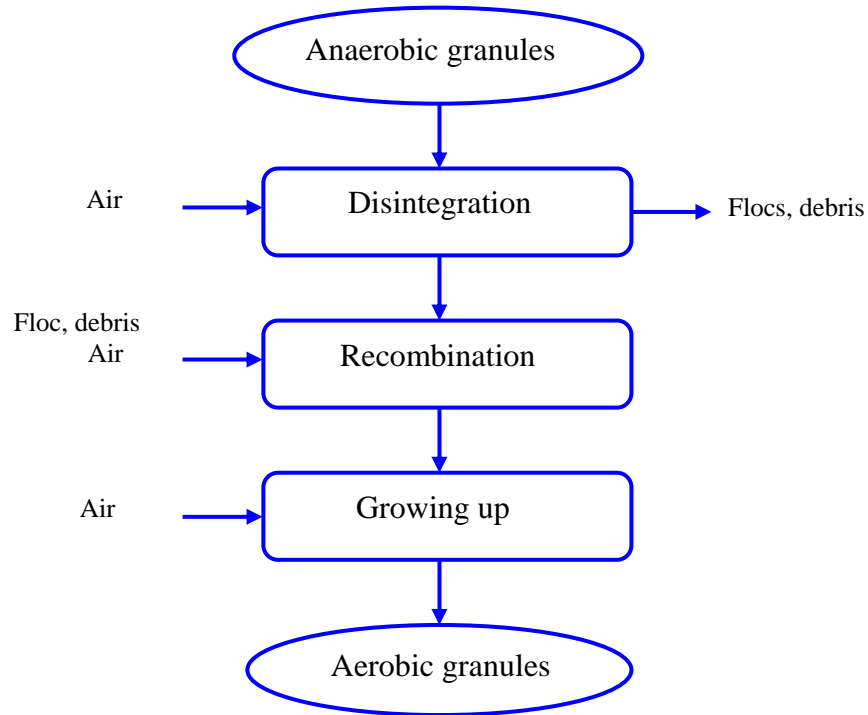 Anaerobic granules
Air
Disintegration
Flocs, debris
Floc, debris
Air
Recombination
Air
Growing up
Aerobic granules